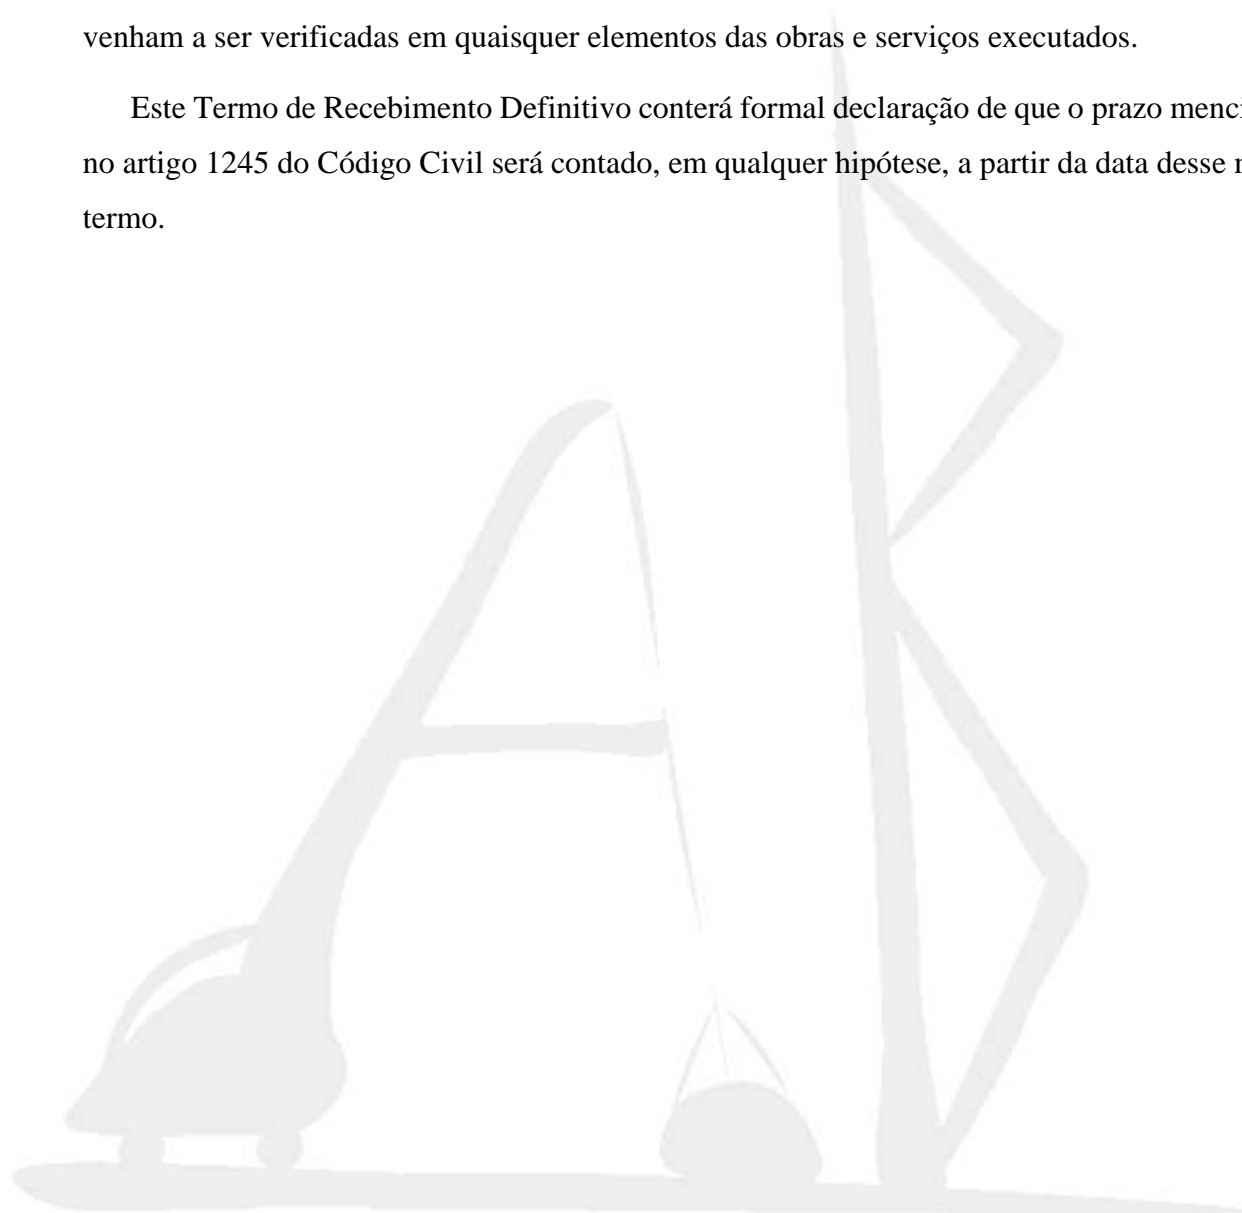 venham a ser verificadas em quaisquer elementos das obras e serviços executados.
Este Termo de Recebimento Definitivo conterá formal declaração de que o prazo
no artigo 1245 do Código Civil será contado, em qualquer hipótese, a partir da data desse
termo.